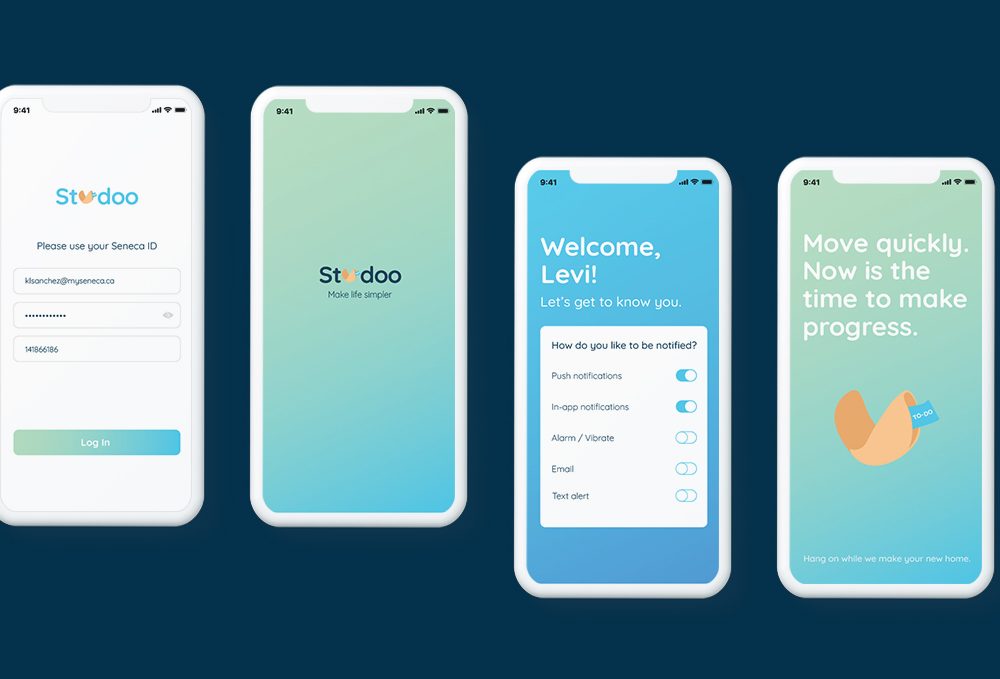 9:41
Studoo
Please use your Seneca ID
klsanchez@myseneca.ca
••••••••••••
141866186
Log In
9:41
Studoo
Make life simpler
9:41
Welcome,
Levi!
Let's get to know you.
How do you like to be notified?
Push notifications
In-app notifications
Alarm / Vibrate
Email
Text alert
9:41
Move quickly.
Now is the
time to make
progress.
TO-DO
Hang on while we make your new home.